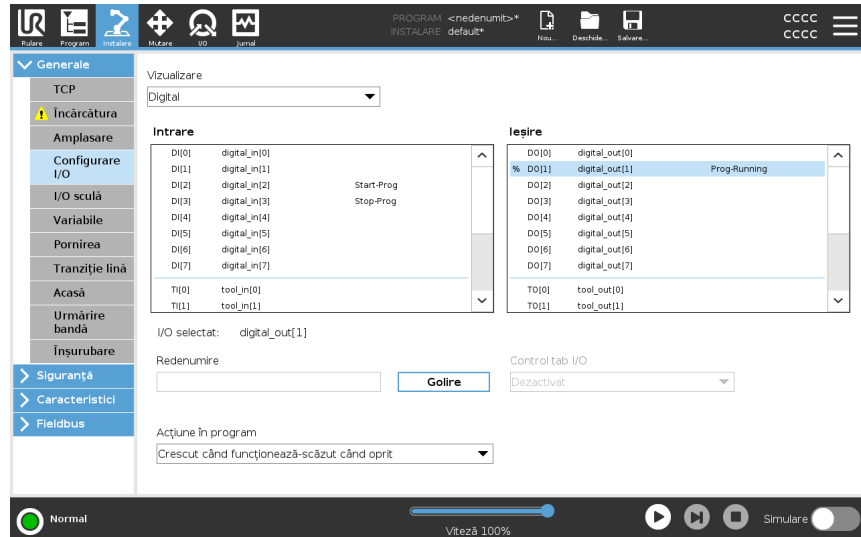 PROGRAM <nedenumit>*
INSTALARE default*
cccc
cccc
Rulare Program Instalare Mutare I/O Jurnal Nou... Deschide... Salvare...
Generale
TCP
Încărcătura
Amplasare
Configurare
I/O
I/O sculă
Variabile
Pornirea
Tranziție lină
Acasă
Urmărire
bandă
Înșurubare
Siguranță
Caracteristici
Fieldbus
Vizualizare
Digital
Intrare
DI[0] digital_in[0]
DI[1] digital_in[1]
DI[2] digital_in[2] Start-Prog
DI[3] digital_in[3] Stop-Prog
DI[4] digital_in[4]
DI[5] digital_in[5]
DI[6] digital_in[6]
DI[7] digital_in[7]
TI[0] tool_in[0]
TI[1] tool_in[1]
Ieșire
DO[0] digital_out[0]
% DO[1] digital_out[1] Prog-Running
DO[2] digital_out[2]
DO[3] digital_out[3]
DO[4] digital_out[4]
DO[5] digital_out[5]
DO[6] digital_out[6]
DO[7] digital_out[7]
TO[0] tool_out[0]
TO[1] tool_out[1]
I/O selectat: digital_out[1]
Redenumire
Golire
Control tab I/O
Dezactivat
Acțiune în program
Crescut când funcționează-scăzut când oprit
Normal
Viteză 100%
Simulare